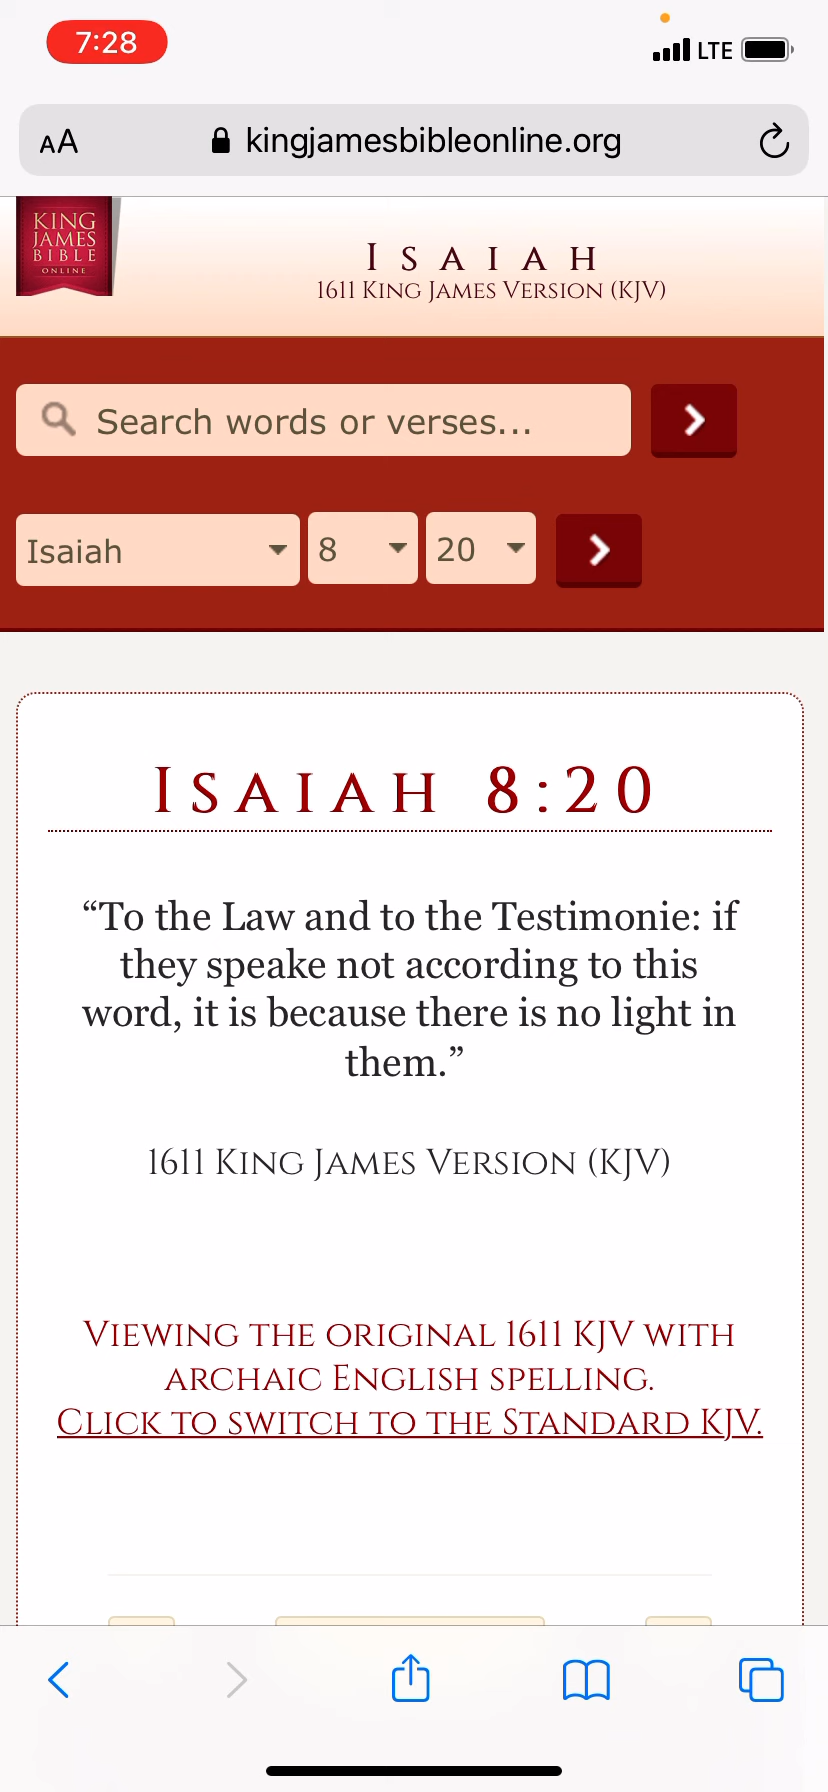 7:28
LTE
AA
kingjamesbibleonline.org
KING
JAMES
BIBLE
ONLINE
ISAIAH
1611 KING JAMES VERSION (KJV)
Search words or verses...
Isaiah
8
20
ISAIAH 8:20
“To the Law and to the Testimonie: if
they speake not according to this
word, it is because there is no light in
them.”
1611 KING JAMES VERSION (KJV)
VIEWING THE ORIGINAL 1611 KJV WITH
ARCHAIC ENGLISH SPELLING.
CLICK TO SWITCH TO THE STANDARD KJV.